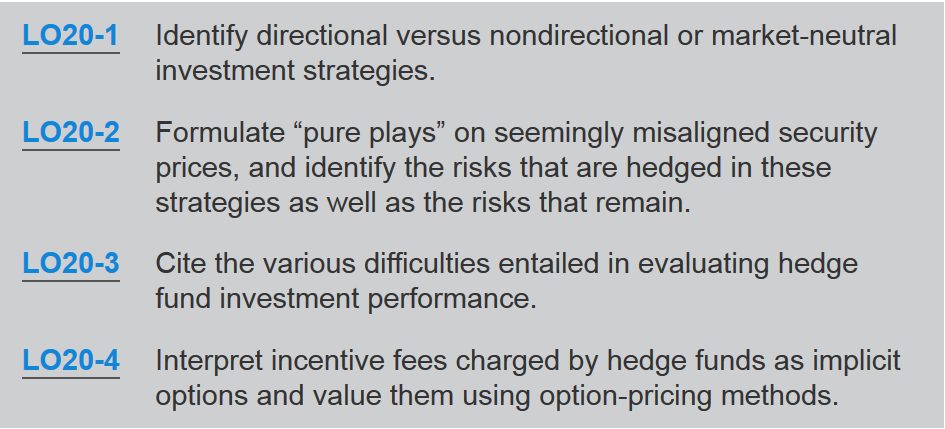 LO20-1 Identify directional versus nondirectional or market-neutral
investment strategies.
LO20-2 Formulate “pure plays” on seemingly misaligned security
prices, and identify the risks that are hedged in these
strategies as well as the risks that remain.
LO20-3 Cite the various difficulties entailed in evaluating hedge
fund investment performance.
LO20-4 Interpret incentive fees charged by hedge funds as implicit
options and value them using option-pricing methods.